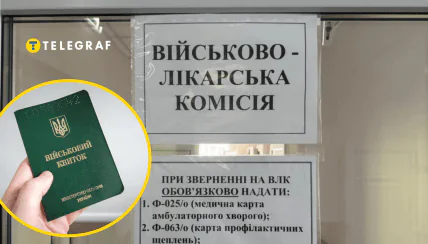 TELEGRAF
ВІЙСЬКОВО -
ЛІКАРСЬКА
КОМІСІЯ
ПРИ ЗВЕРНЕННІ НА ВЛК
ОБОВ'ЯЗКОВО НАДАТИ:
1. Ф-025/о (медична карта
амбулаторного хворого);
2. Ф-063/о (карта профілактичних
щеплень);
ВІЙСЬКОВИЙ
КВИТОК